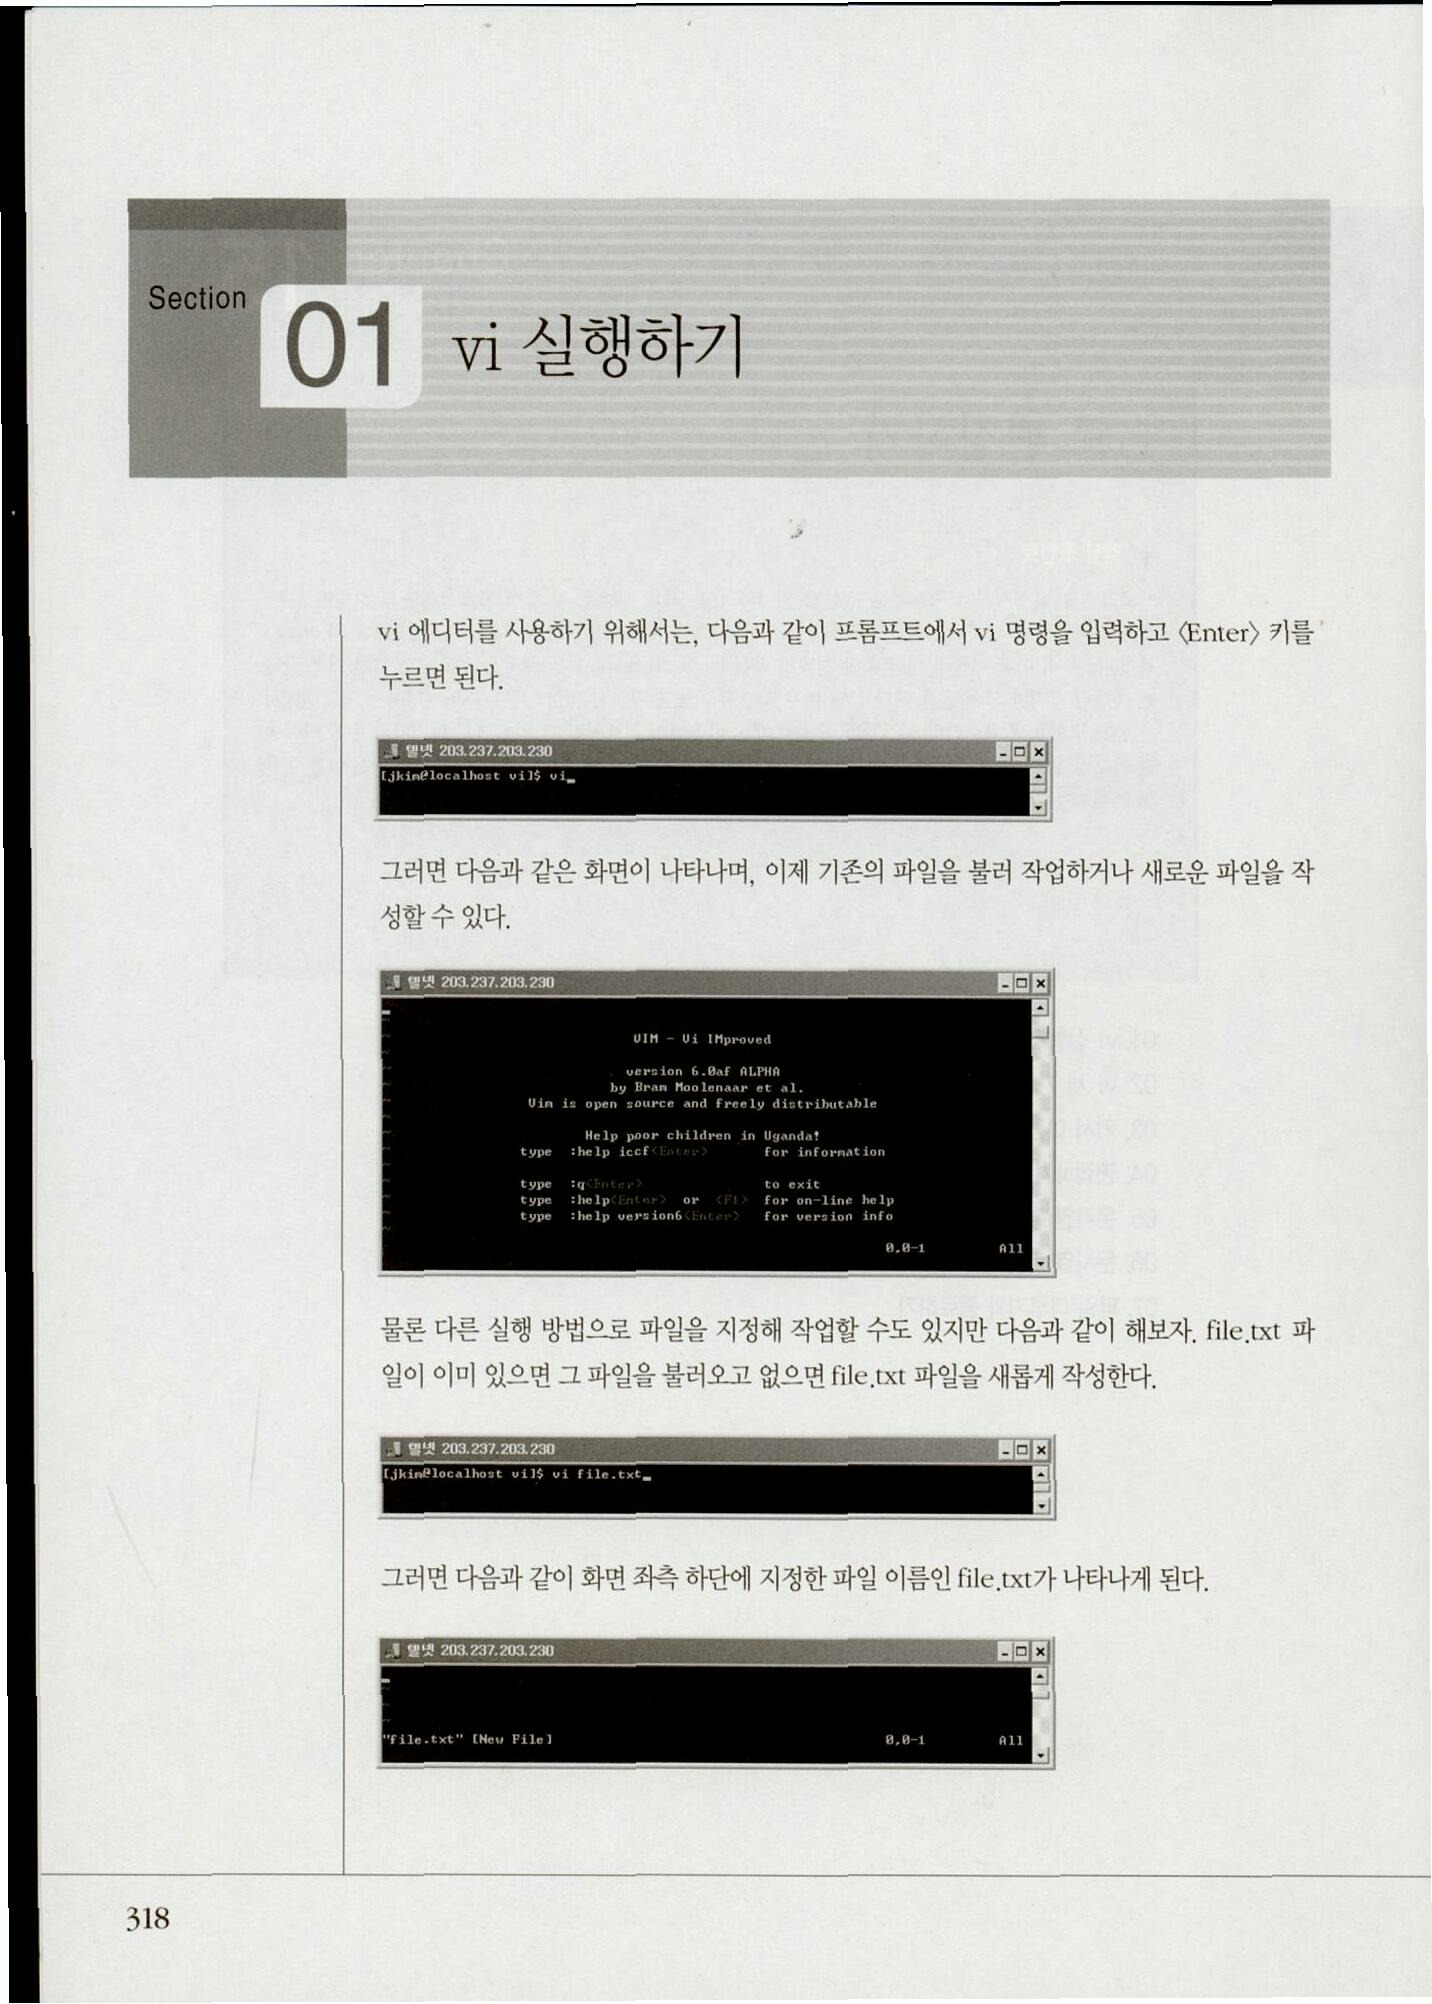 Section
01 vi 실행하기
vi 에디터를 사용하기 위해서는, 다음과 같이 프롬프트에서 vi 명령을 입력하고 〈Enter〉 키를
누르면 된다.
텔넷 203.237.203.230
[jkim@localhost vi]$ vi
그러면 다음과 같은 화면이 나타나며, 이제 기존의 파일을 불러 작업하거나 새로운 파일을 작
성할 수 있다.
텔넷 203.237.203.230
VIM - Vi IMproved
version 6.0af ALPHA
by Bram Moolenaar et al.
Vim is open source and freely distributable
Help poor children in Uganda!
type :help iccf<Enter> for information
type :q<Enter> to exit
type :help<Enter> or <F1> for on-line help
type :help version6<Enter> for version info
0,0-1 All
물론 다른 실행 방법으로 파일을 지정해 작업할 수도 있지만 다음과 같이 해보자. file.txt 파
일이 이미 있으면 그 파일을 불러오고 없으면 file.txt 파일을 새롭게 작성한다.
텔넷 203.237.203.230
[jkim@localhost vi]$ vi file.txt
그러면 다음과 같이 화면 좌측 하단에 지정한 파일 이름인 file.txt가 나타나게 된다.
텔넷 203.237.203.230
"file.txt" [New File] 0,0-1 All
318